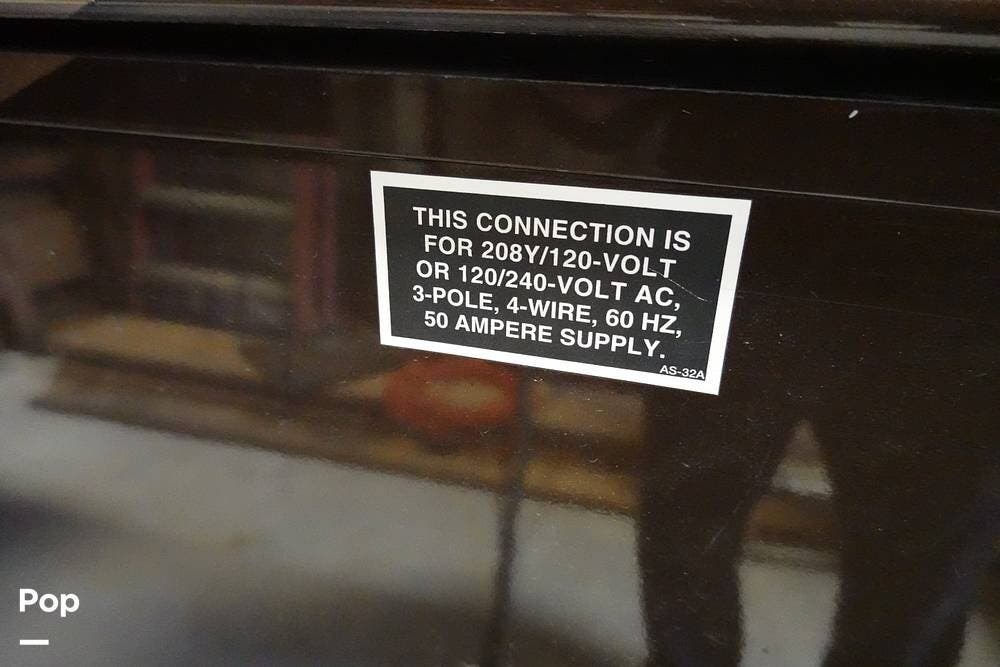 THIS CONNECTION IS
FOR 208Y/120-VOLT
OR 120/240-VOLT AC,
3-POLE, 4-WIRE, 60 HZ,
50 AMPERE SUPPLY.
AS-32A
Pop